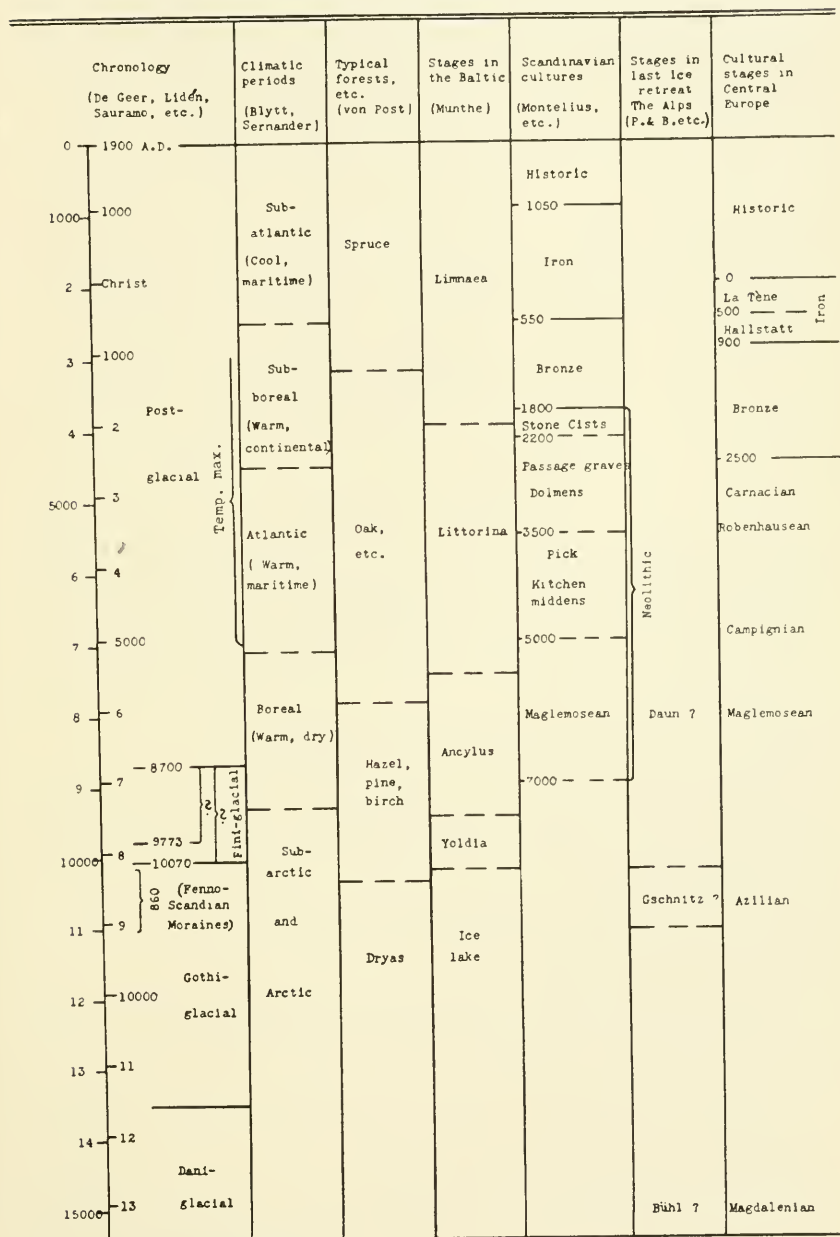 Chronology
(De Geer, Lidén,
Sauramo, etc.)
Climatic
periods
(Blytt,
Sernander)
Typical
forests,
etc.
(von Post)
Stages in
the Baltic
(Munthe)
Scandinavian
cultures
(Montelius,
etc.)
Stages in
last ice
retreat
The Alps
(P. & B. etc.)
Cultural
stages in
Central
Europe
0
1000
2
3
4
5000
6
7
8
9
10000
11
12
13
14
15000
1900 A.D.
1000
Christ
1000
2
3
4
5000
6
7
8
9
10000
11
12
13
Post-
glacial
Temp. max.
8700
9773
10070
?
?
Fini-glacial
860
(Fenno-
Scandian
Moraines)
Gothi-
glacial
Dani-
glacial
Sub-
atlantic
(Cool,
maritime)
Sub-
boreal
(Warm,
continental)
Atlantic
( Warm,
maritime)
Boreal
(Warm, dry)
Sub-
arctic
and
Arctic
Spruce
Oak,
etc.
Hazel,
pine,
birch
Dryas
Limnaea
Littorina
Ancylus
Yoldia
Ice
lake
Historic
1050
Iron
550
Bronze
1800
Stone Cists
2200
Passage graves
Dolmens
3500
Pick
Kitchen
middens
5000
Maglemosean
7000
Neolithic
Daun ?
Gschnitz ?
Bühl ?
Historic
0
La Tène
500
Hallstatt
900
Iron
Bronze
2500
Carnacian
Robenhausean
Campignian
Maglemosean
Azilian
Magdalenian